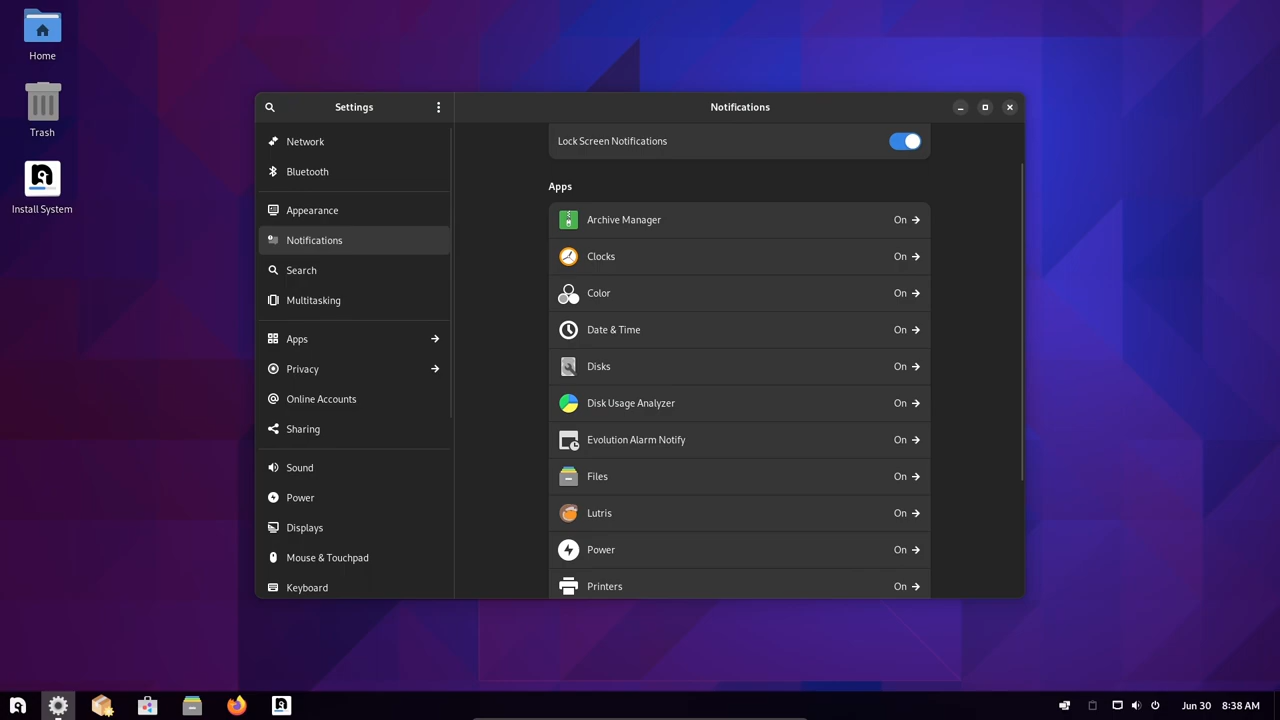 Home
Trash
Install System
Settings
Notifications
Network
Bluetooth
Appearance
Notifications
Search
Multitasking
Apps
Privacy
Online Accounts
Sharing
Sound
Power
Displays
Mouse & Touchpad
Keyboard
Lock Screen Notifications
Apps
Archive Manager On
Clocks On
Color On
Date & Time On
Disks On
Disk Usage Analyzer On
Evolution Alarm Notify On
Files On
Lutris On
Power On
Printers On
Jun 30 8:38 AM